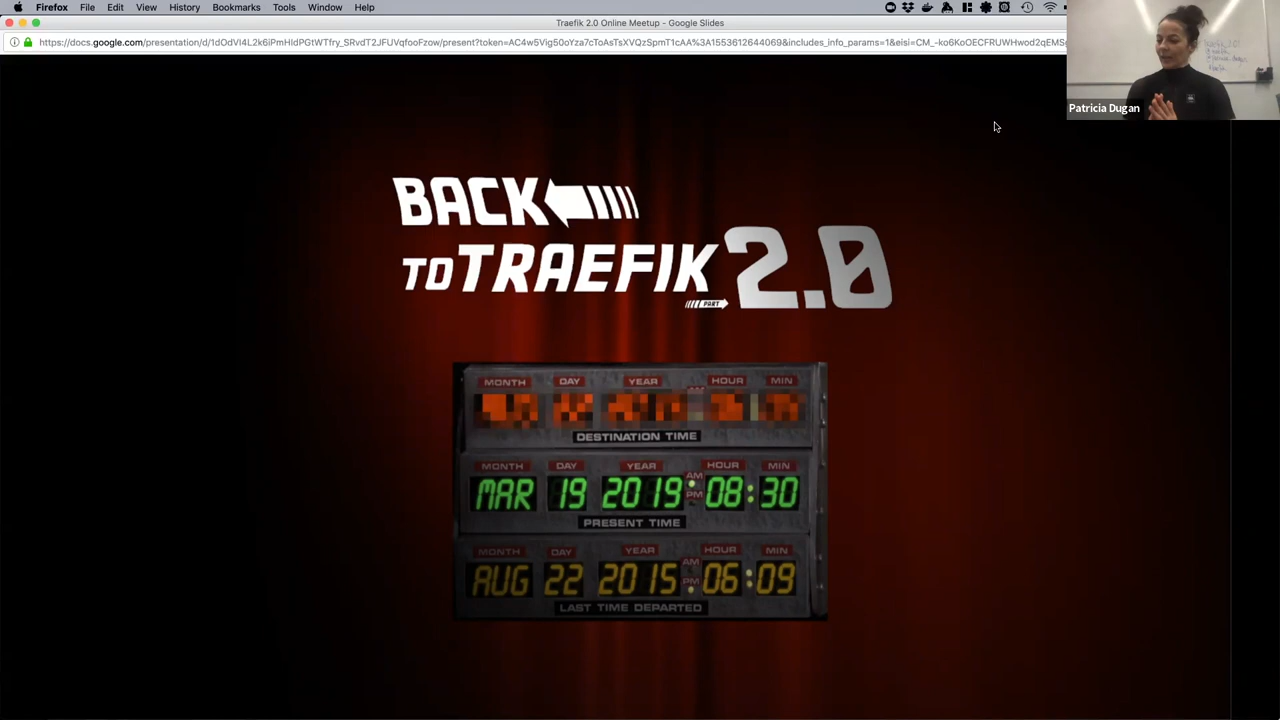 Firefox File Edit View History Bookmarks Tools Window Help
Traefik 2.0 Online Meetup - Google Slides
Patricia Dugan
BACK
TO TRAEFIK 2.0
PART
MONTH DAY YEAR HOUR MIN
DESTINATION TIME
MONTH DAY YEAR AM HOUR MIN
MAR 19 2019 PM 08:30
PRESENT TIME
MONTH DAY YEAR AM HOUR MIN
AUG 22 2015 PM 06:09
LAST TIME DEPARTED